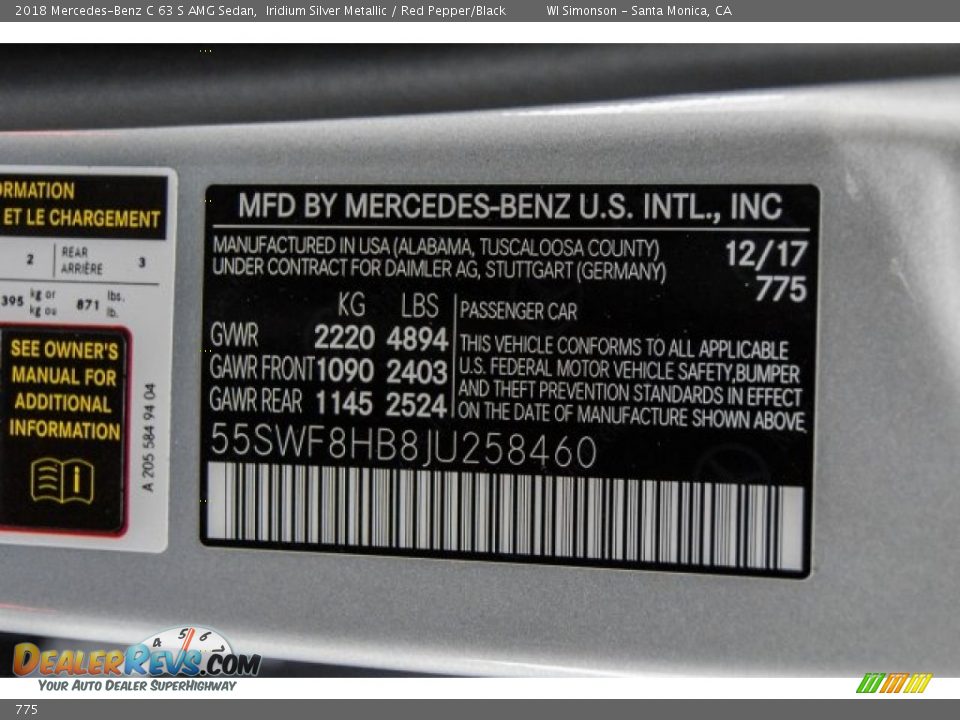 2018 Mercedes-Benz C 63 S AMG Sedan,  Iridium Silver Metallic / Red Pepper/Black    WI Simonson - Santa Monica, CA
ORMATION
ET LE CHARGEMENT
2 REAR ARRIÈRE 3
395 kg or kg ou 871 lbs. lb.
SEE OWNER'S
MANUAL FOR
ADDITIONAL
INFORMATION
i
A 205 584 94 04
MFD BY MERCEDES-BENZ U.S. INTL., INC
MANUFACTURED IN USA (ALABAMA, TUSCALOOSA COUNTY) 12/17
UNDER CONTRACT FOR DAIMLER AG, STUTTGART (GERMANY) 775
KG LBS
GVWR 2220 4894
GAWR FRONT 1090 2403
GAWR REAR 1145 2524
PASSENGER CAR
THIS VEHICLE CONFORMS TO ALL APPLICABLE
U.S. FEDERAL MOTOR VEHICLE SAFETY,BUMPER
AND THEFT PREVENTION STANDARDS IN EFFECT
ON THE DATE OF MANUFACTURE SHOWN ABOVE.
55SWF8HB8JU258460
4 5 6 7
DEALERREVS.COM
YOUR AUTO DEALER SUPERHIGHWAY
775